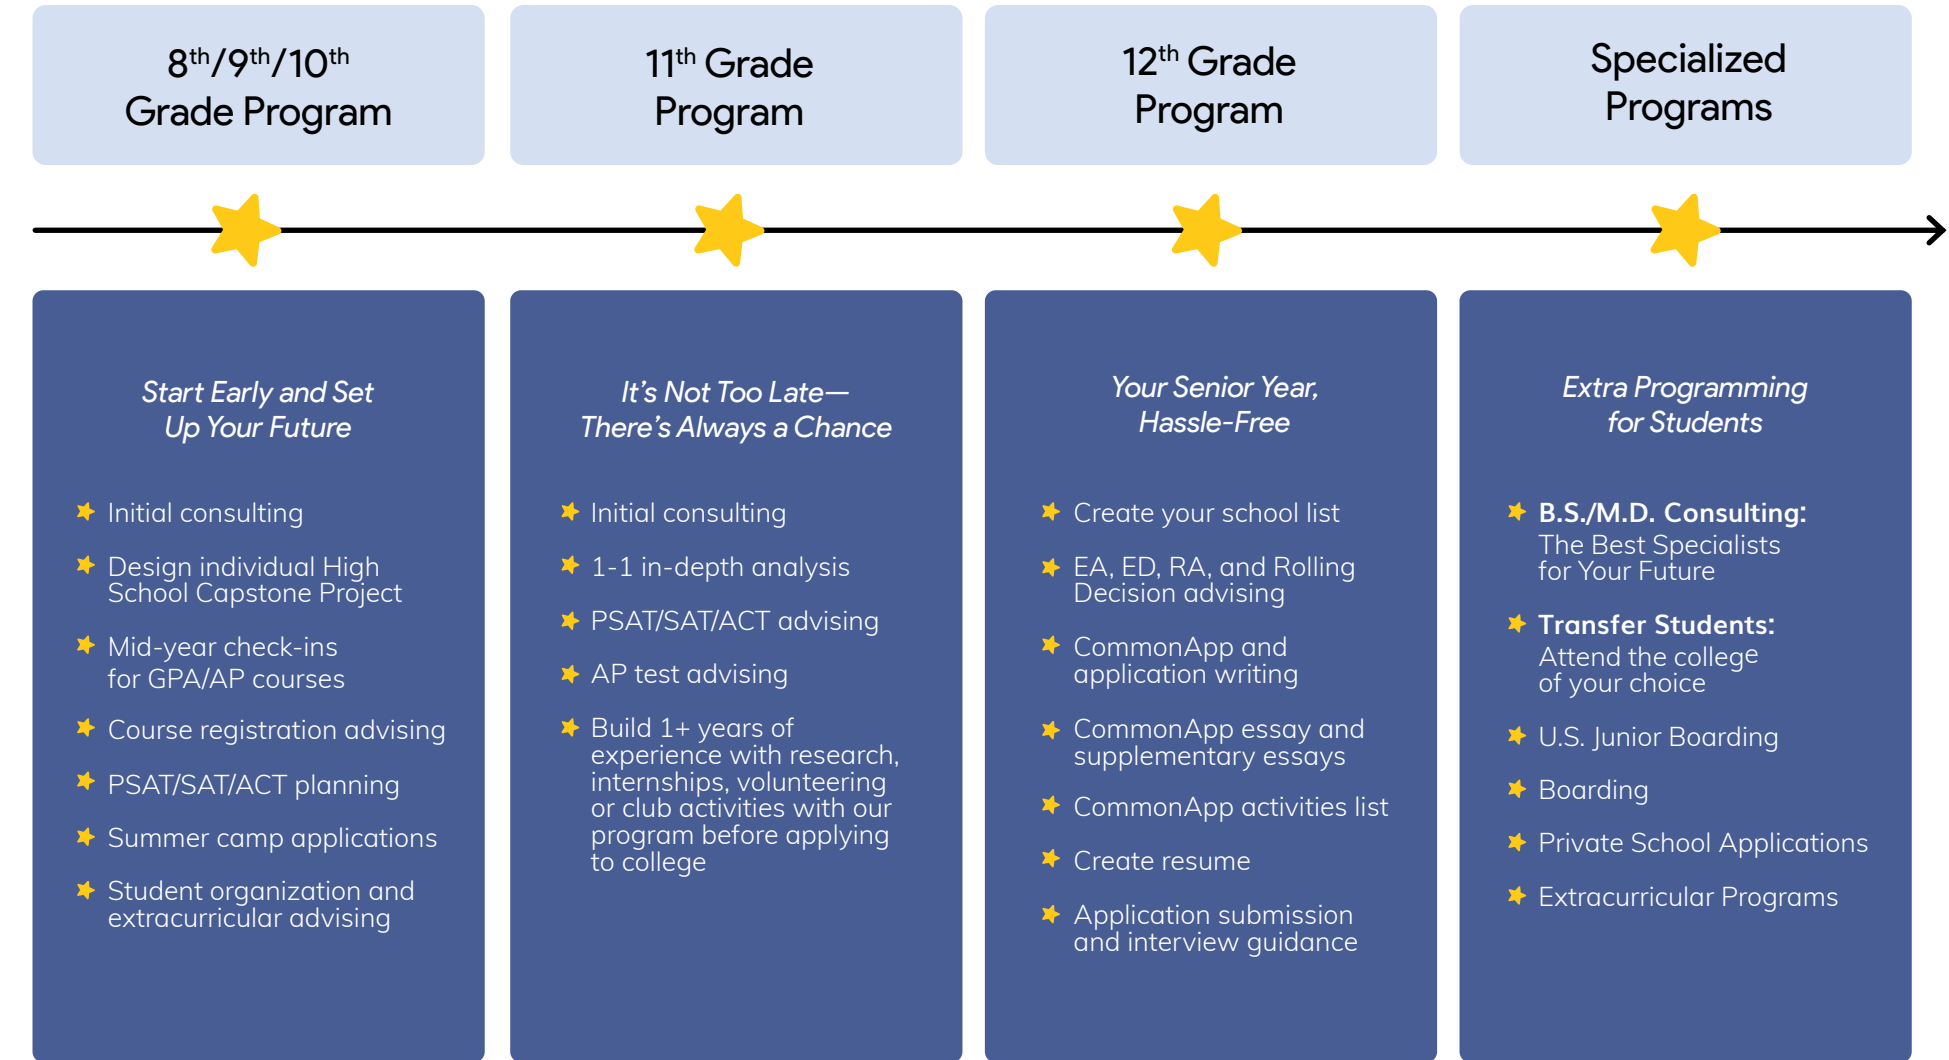 8th/9th/10th
Grade Program
11th Grade
Program
12th Grade
Program
Specialized
Programs
Start Early and Set
Up Your Future
Initial consulting
Design individual High
School Capstone Project
Mid-year check-ins
for GPA/AP courses
Course registration advising
PSAT/SAT/ACT planning
Summer camp applications
Student organization and
extracurricular advising
It's Not Too Late—
There's Always a Chance
Initial consulting
1-1 in-depth analysis
PSAT/SAT/ACT advising
AP test advising
Build 1+ years of
experience with research,
internships, volunteering
or club activities with our
program before applying
to college
Your Senior Year,
Hassle-Free
Create your school list
EA, ED, RA, and Rolling
Decision advising
CommonApp and
application writing
CommonApp essay and
supplementary essays
CommonApp activities list
Create resume
Application submission
and interview guidance
Extra Programming
for Students
B.S./M.D. Consulting:
The Best Specialists
for Your Future
Transfer Students:
Attend the college
of your choice
U.S. Junior Boarding
Boarding
Private School Applications
Extracurricular Programs